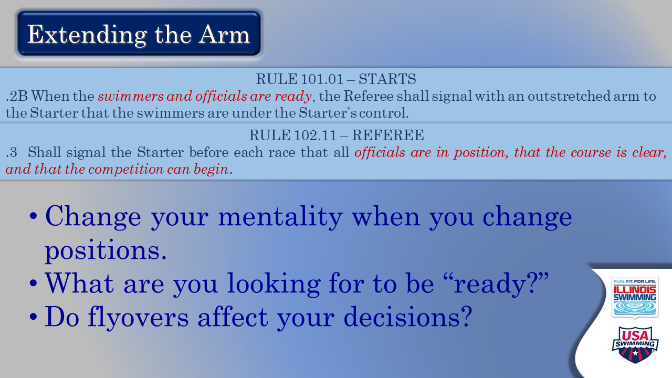 Extending the Arm
RULE 101.01 – STARTS
.2B When the swimmers and officials are ready, the Referee shall signal with an outstretched arm to
the Starter that the swimmers are under the Starter's control.
RULE 102.11 – REFEREE
.3 Shall signal the Starter before each race that all officials are in position, that the course is clear,
and that the competition can begin.
• Change your mentality when you change
positions.
• What are you looking for to be “ready?”
• Do flyovers affect your decisions?
FUN. FIT. FOR LIFE.
ILLINOIS
SWIMMING
USA
SWIMMING